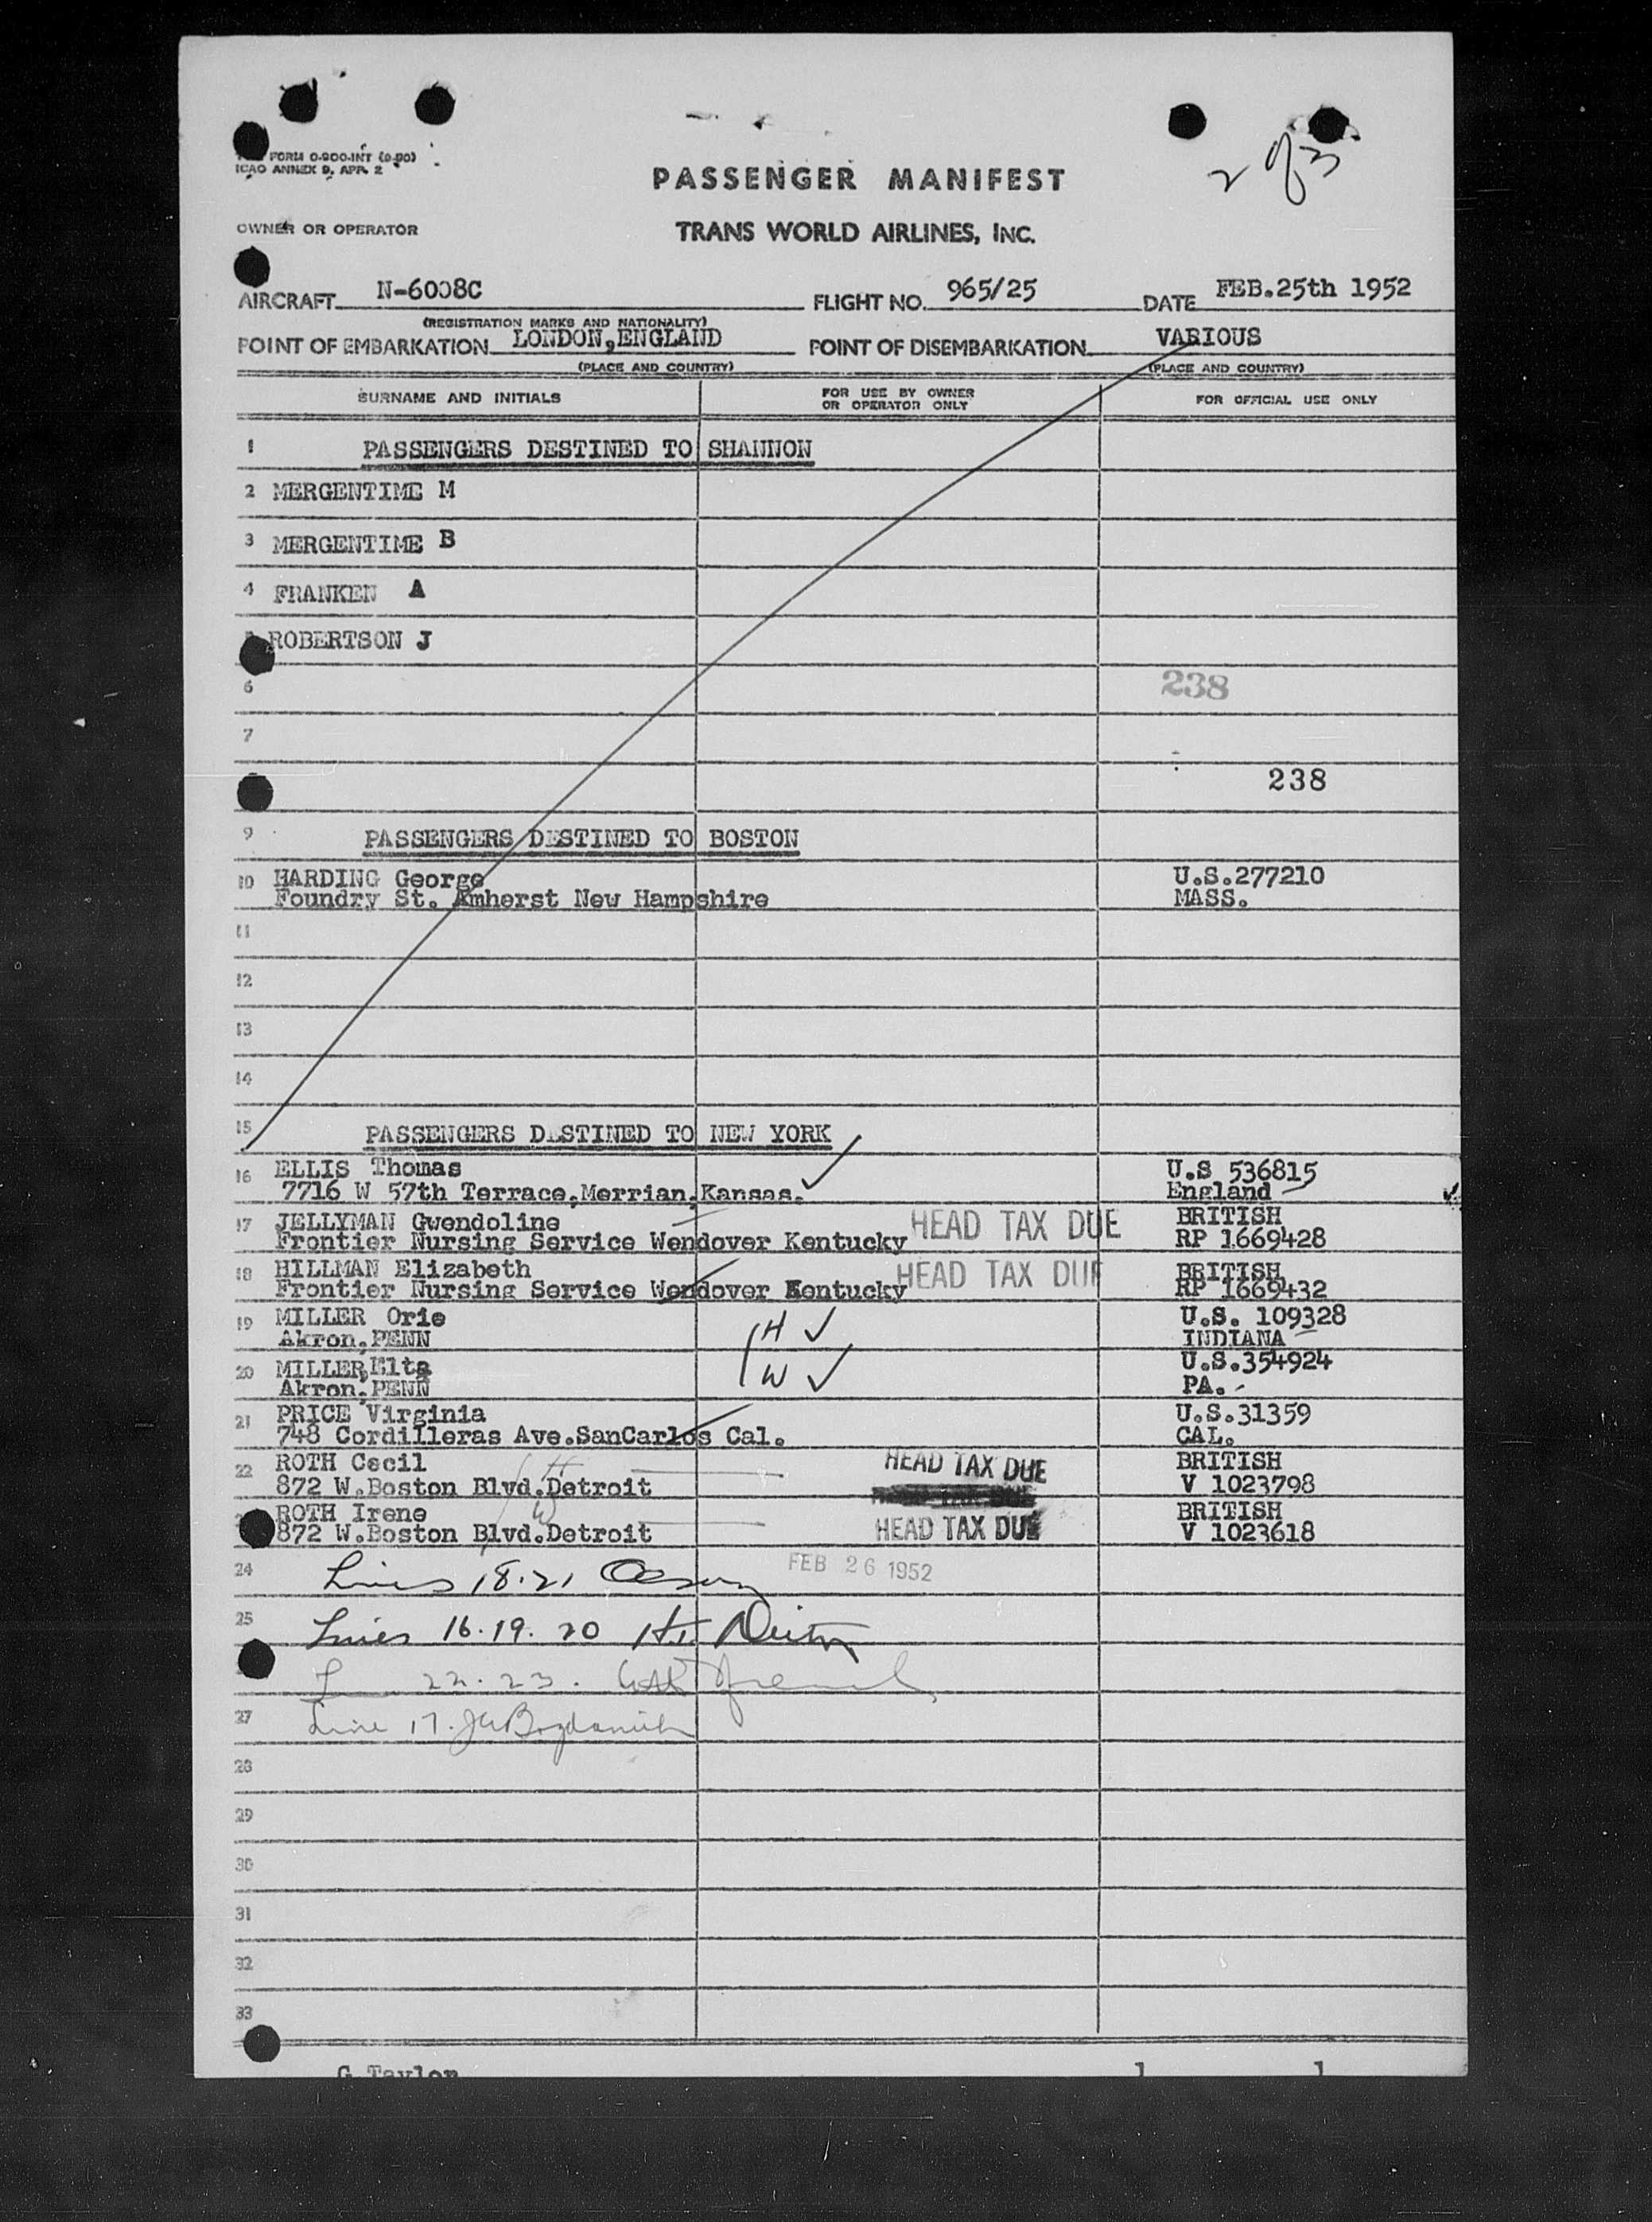 2 of 3
FORM 0-900-INT (9-50)
ICAO ANNEX 9, APP. 2
PASSENGER MANIFEST
OWNER OR OPERATOR
TRANS WORLD AIRLINES, INC.
AIRCRAFT N-6008C FLIGHT NO. 965/25 DATE FEB.25th 1952
(REGISTRATION MARKS AND NATIONALITY)
POINT OF EMBARKATION LONDON,ENGLAND POINT OF DISEMBARKATION VARIOUS
(PLACE AND COUNTRY) (PLACE AND COUNTRY)
SURNAME AND INITIALS FOR USE BY OWNER OR OPERATOR ONLY FOR OFFICIAL USE ONLY
1 PASSENGERS DESTINED TO SHANNON
2 MERGENTIME M
3 MERGENTIME B
4 FRANKEN A
ROBERTSON J
6 238
7
238
9 PASSENGERS DESTINED TO BOSTON
10 HARDING George U.S.277210
Foundry St. Amherst New Hampshire MASS.
11
12
13
14
15 PASSENGERS DESTINED TO NEW YORK
16 ELLIS Thomas U.S 536815
7716 W 57th Terrace,Merrian,Kansas. England
17 JELLYMAN Gwendoline HEAD TAX DUE BRITISH
Frontier Nursing Service Wendover Kentucky RP 1669428
18 HILLMAN Elizabeth HEAD TAX DUE BRITISH
Frontier Nursing Service Wendover Kentucky RP 1669432
19 MILLER Orie H U.S. 109328
Akron,PENN INDIANA
20 MILLER,Elta W U.S.354924
Akron,PENN PA.
21 PRICE Virginia U.S.31359
748 Cordilleras Ave.SanCarlos Cal. CAL.
22 ROTH Cecil H HEAD TAX DUE BRITISH
872 W.Boston Blvd.Detroit V 1023798
ROTH Irene W BRITISH
872 W.Boston Blvd.Detroit HEAD TAX DUE V 1023618
24 Lines 18.21 FEB 26 1952
25 Lines 16.19.20
22.23.
27 Line 17.
28
29
30
31
32
33
G Taylor 1 1